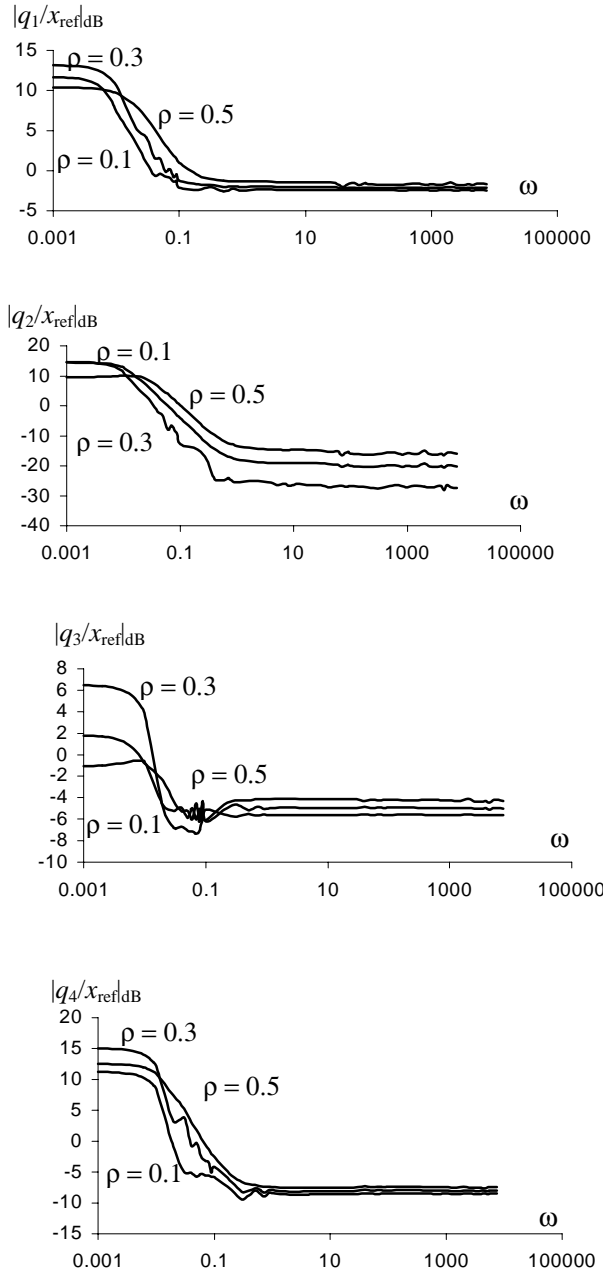 |q1/xref|dB
15
ρ = 0.3
10
ρ = 0.5
5
ρ = 0.1
0
ω
-5
0.001 0.1 10 1000 100000
|q2/xref|dB
20
ρ = 0.1
10
ρ = 0.5
0
-10
ρ = 0.3
-20
-30
ω
-40
0.001 0.1 10 1000 100000
|q3/xref|dB
8
6
ρ = 0.3
4
2
0
-2
ρ = 0.5
-4
-6
ρ = 0.1
-8
ω
-10
0.001 0.1 10 1000 100000
|q4/xref|dB
20
ρ = 0.3
15
10
ρ = 0.5
5
0
-5
ρ = 0.1
-10
ω
-15
0.001 0.1 10 1000 100000